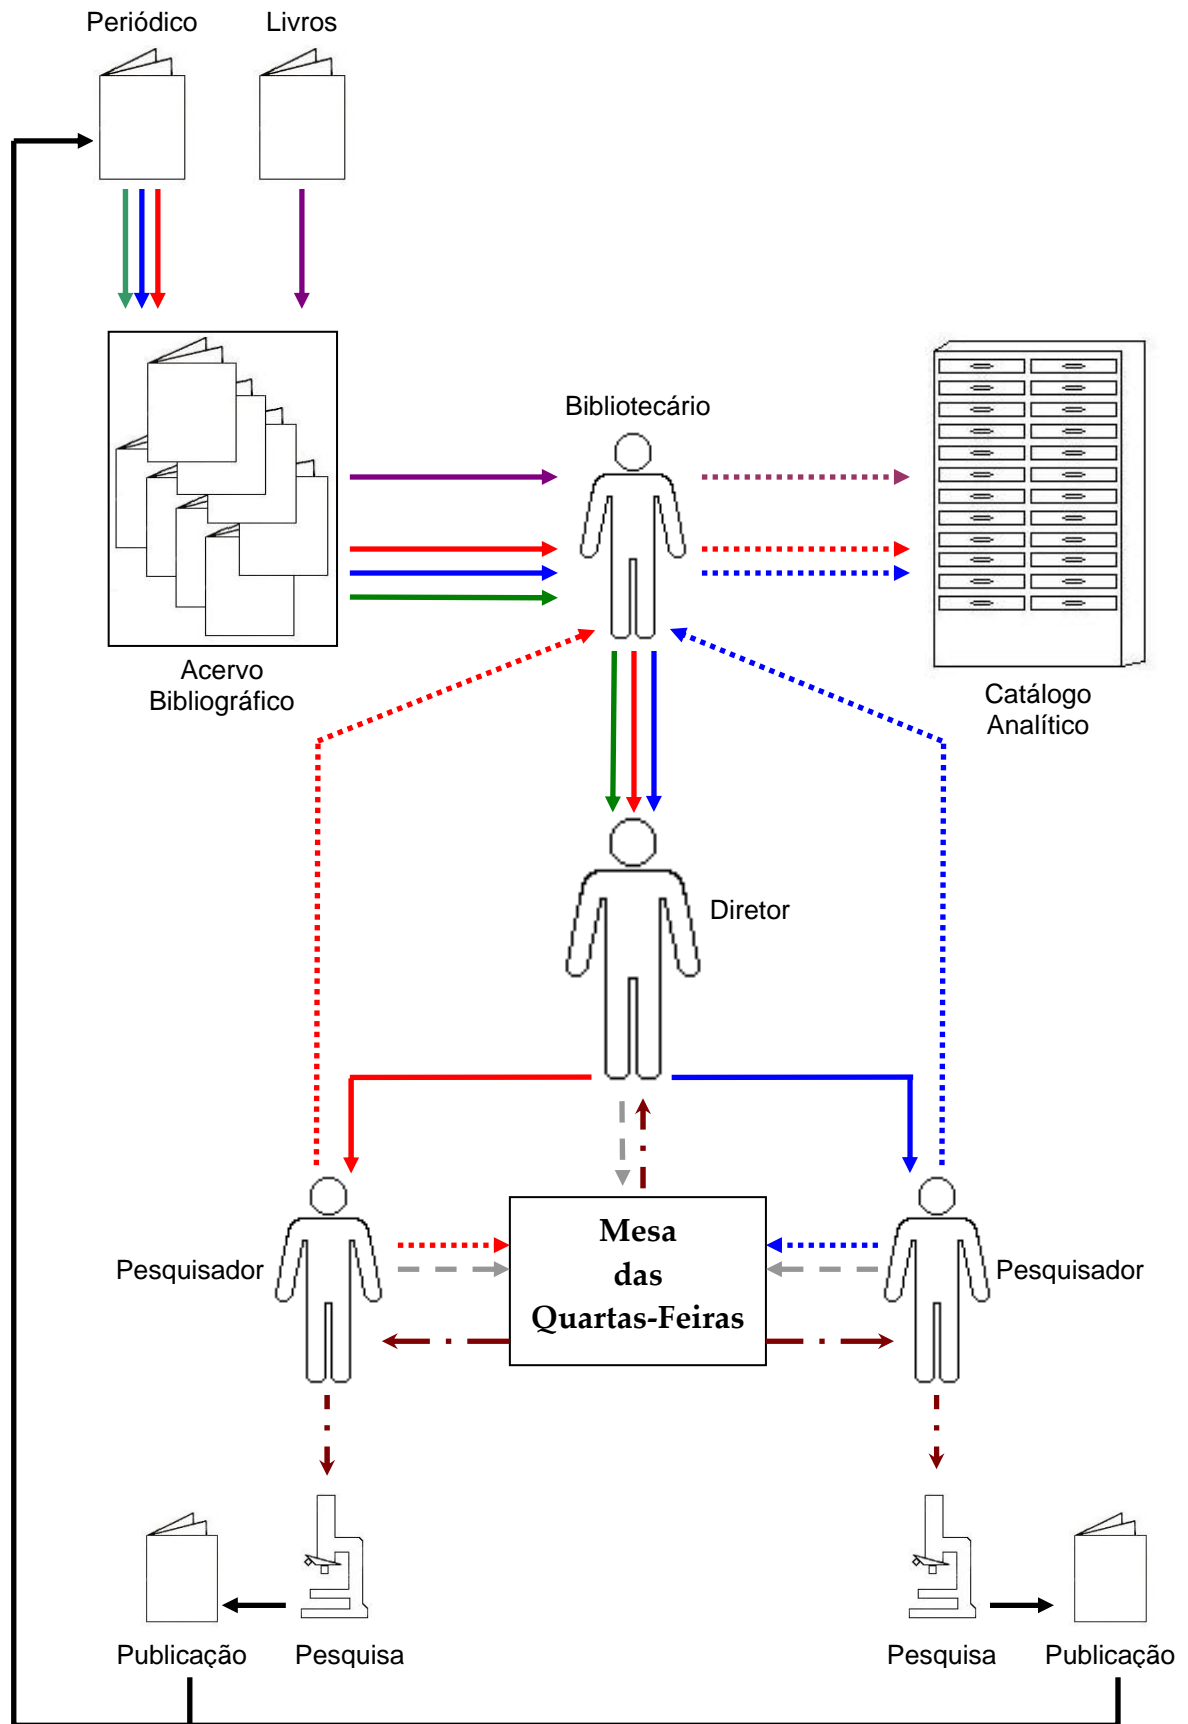 Periódico
Livros
Bibliotecário
Acervo
Bibliográfico
Catálogo
Analítico
Diretor
Pesquisador
Mesa
das
Quartas-Feiras
Pesquisador
Publicação
Pesquisa
Pesquisa
Publicação